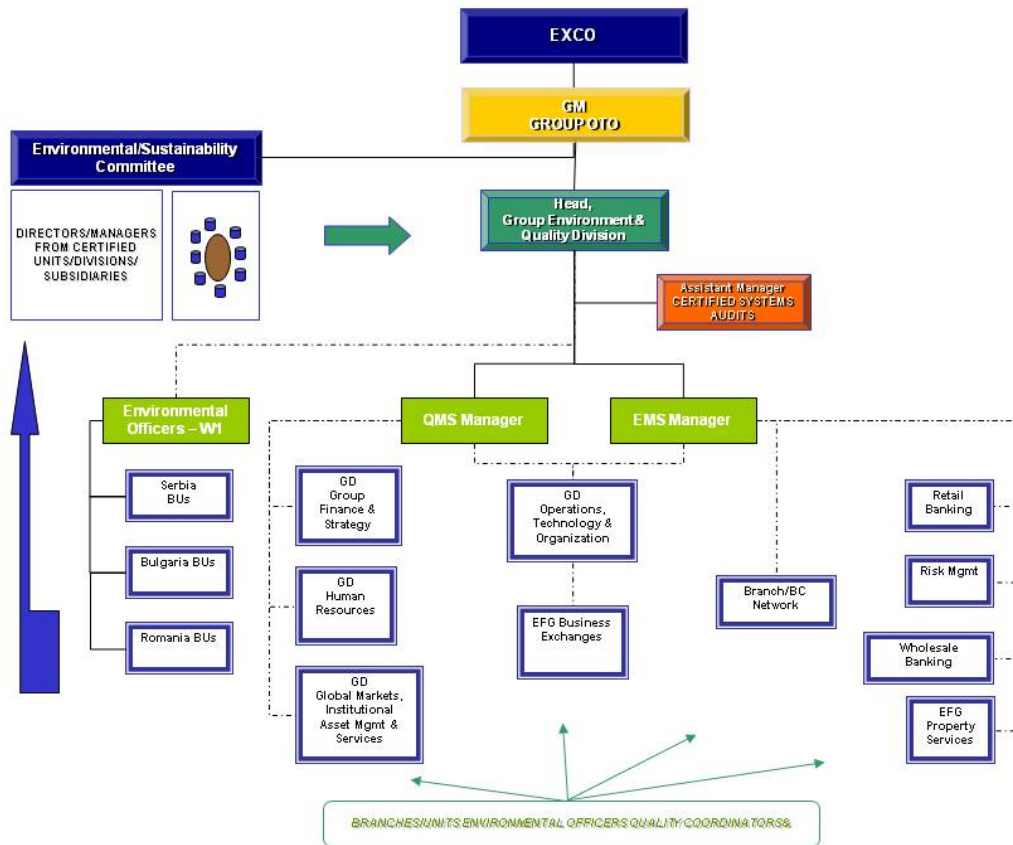 EXCO
GM
GROUP OTO
Environmental/Sustainability
Committee
DIRECTORS/MANAGERS
FROM CERTIFIED
UNITS/DIVISIONS/
SUBSIDIARIES
Head,
Group Environment &
Quality Division
Assistant Manager
CERTIFIED SYSTEMS
AUDITS
Environmental
Officers – W1
QMS Manager
EMS Manager
Serbia
BUs
Bulgaria BUs
Romania BUs
GD
Group
Finance &
Strategy
GD
Human
Resources
GD
Global Markets,
Institutional
Asset Mgmt &
Services
GD
Operations,
Technology &
Organization
EFG Business
Exchanges
Branch/BC
Network
Retail
Banking
Risk Mgmt
Wholesale
Banking
EFG
Property
Services
BRANCHES/UNITS ENVIRONMENTAL OFFICERS QUALITY/COORDINATORS&